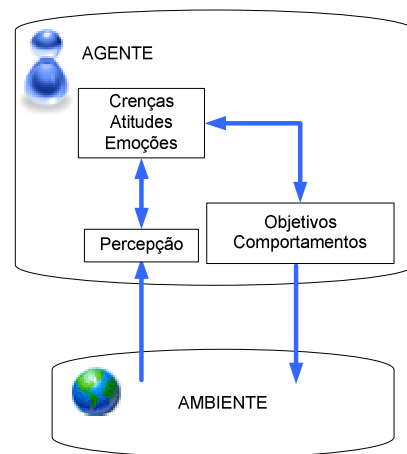 AGENTE
Crenças
Atitudes
Emoções
Percepção
Objetivos
Comportamentos
AMBIENTE